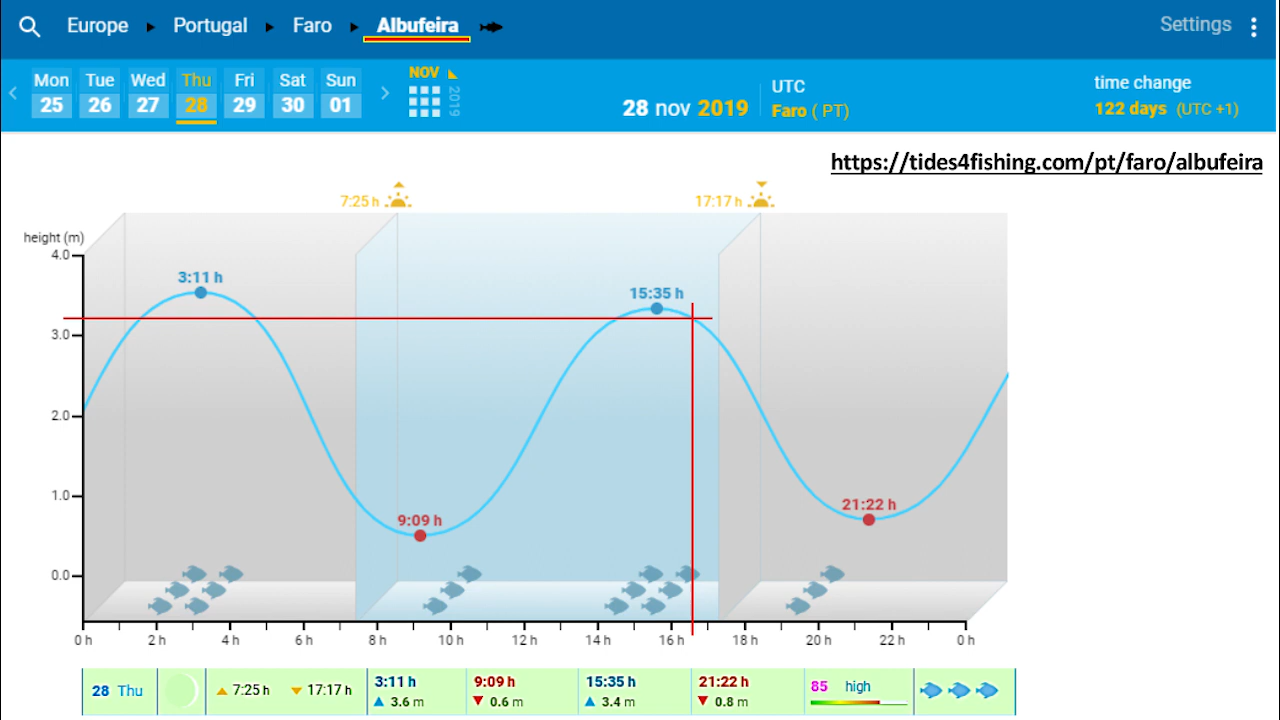 Europe ▸ Portugal ▸ Faro ▸ Albufeira
Settings
Mon Tue Wed Thu Fri Sat Sun
25 26 27 28 29 30 01
NOV
2019
28 nov 2019
UTC
Faro ( PT)
time change
122 days (UTC +1)
https://tides4fishing.com/pt/faro/albufeira
7:25 h
17:17 h
height (m)
4.0
3:11 h
15:35 h
3.0
2.0
1.0
21:22 h
9:09 h
0.0
0 h 2 h 4 h 6 h 8 h 10 h 12 h 14 h 16 h 18 h 20 h 22 h 0 h
28 Thu
7:25 h 17:17 h
3:11 h
3.6 m
9:09 h
0.6 m
15:35 h
3.4 m
21:22 h
0.8 m
85 high